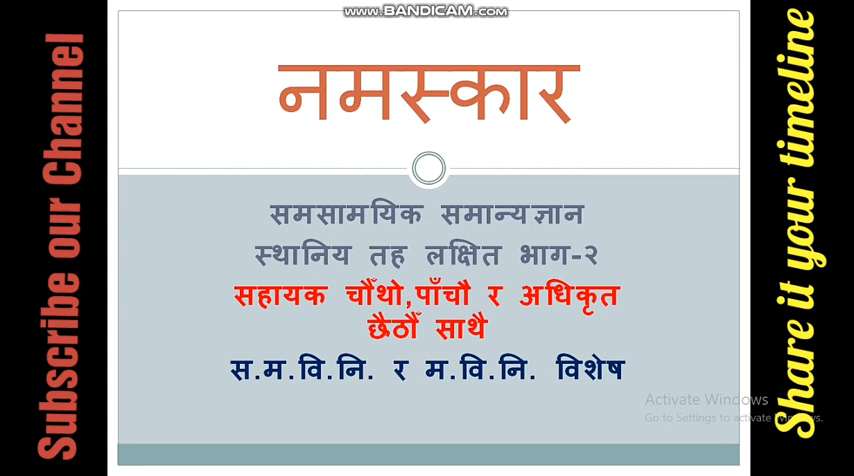 www.BANDICAM.com
Subscribe our Channel
नमस्कार
समसामयिक समान्यज्ञान
स्थानिय तह लक्षित भाग-२
सहायक चौँथो,पाँचौ र अधिकृत
छैठौँ साथै
स.म.वि.नि. र म.वि.नि. विशेष
Activate Windows
Go to Settings to activate Windows.
Share it your timeline